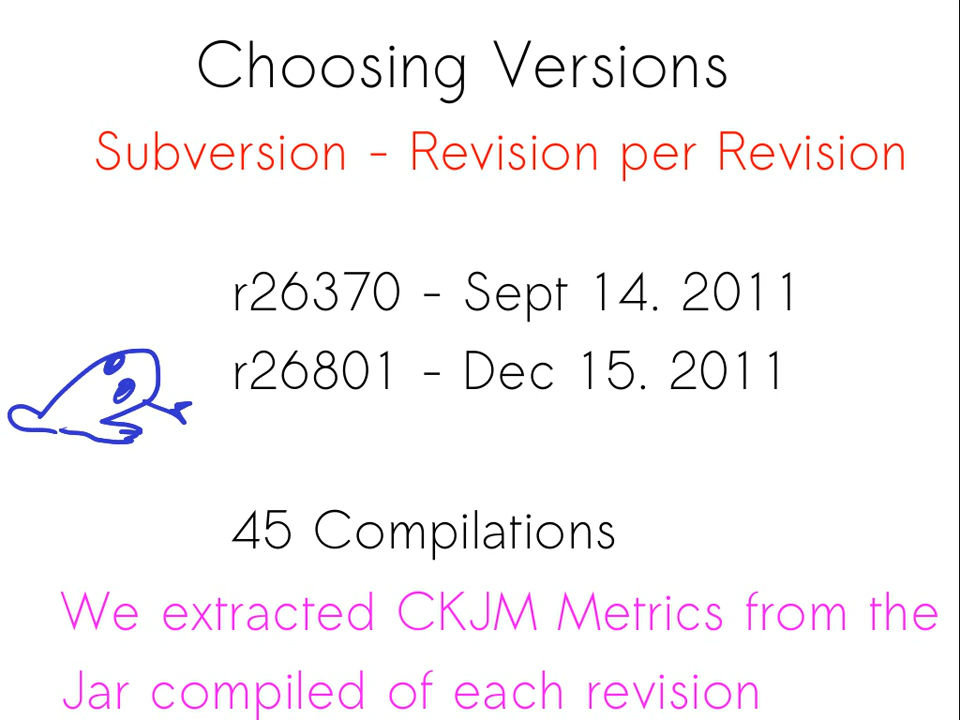 Choosing Versions
Subversion - Revision per Revision
r26370 - Sept 14. 2011
r26801 - Dec 15. 2011
45 Compilations
We extracted CKJM Metrics from the
Jar compiled of each revision